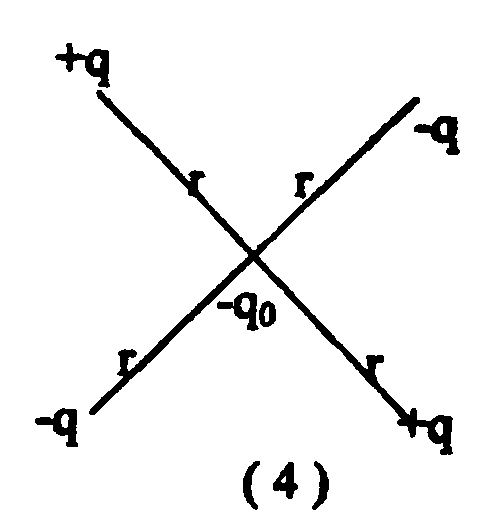 +q
-q
r r
-q₀
r r
-q +q
( 4 )